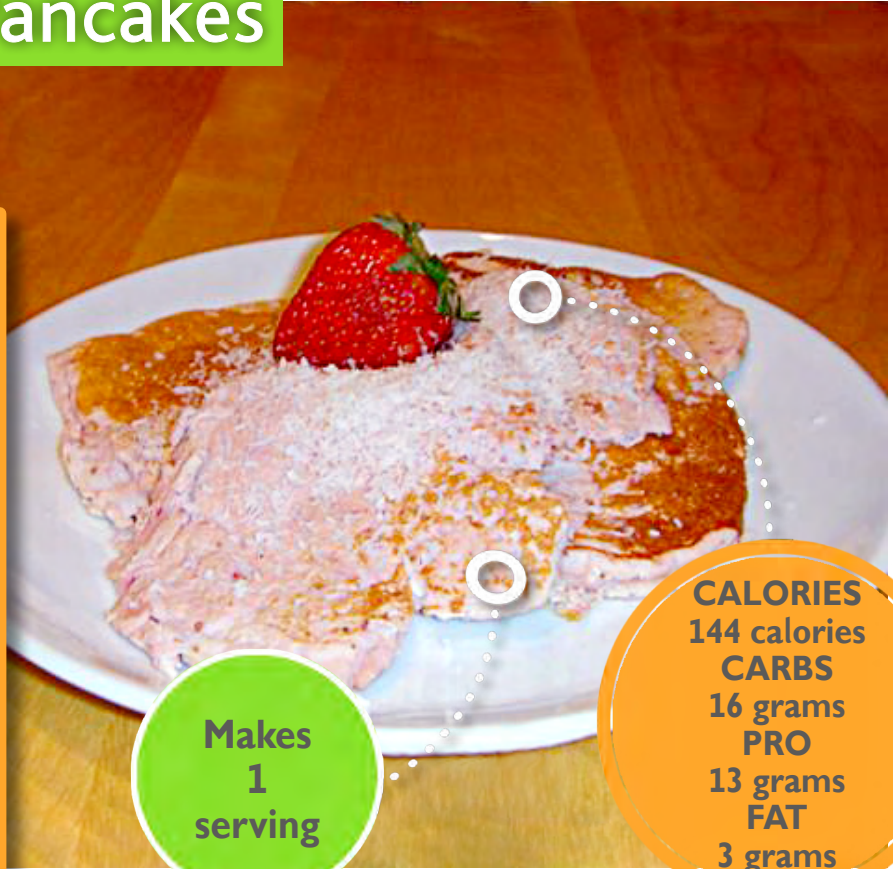 ancakes
Makes
1
serving
CALORIES
144 calories
CARBS
16 grams
PRO
13 grams
FAT
3 grams